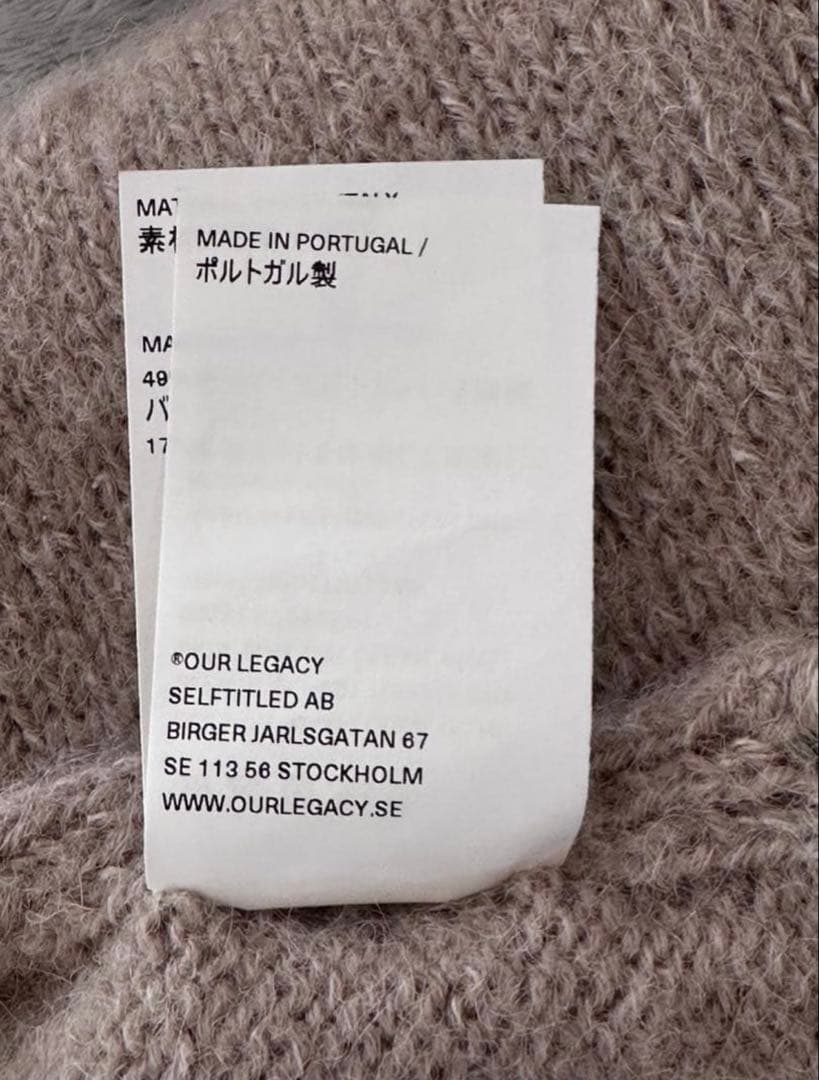 MADE IN PORTUGAL /
ポルトガル製
®OUR LEGACY
SELFTITLED AB
BIRGER JARLSGATAN 67
SE 113 56 STOCKHOLM
WWW.OURLEGACY.SE